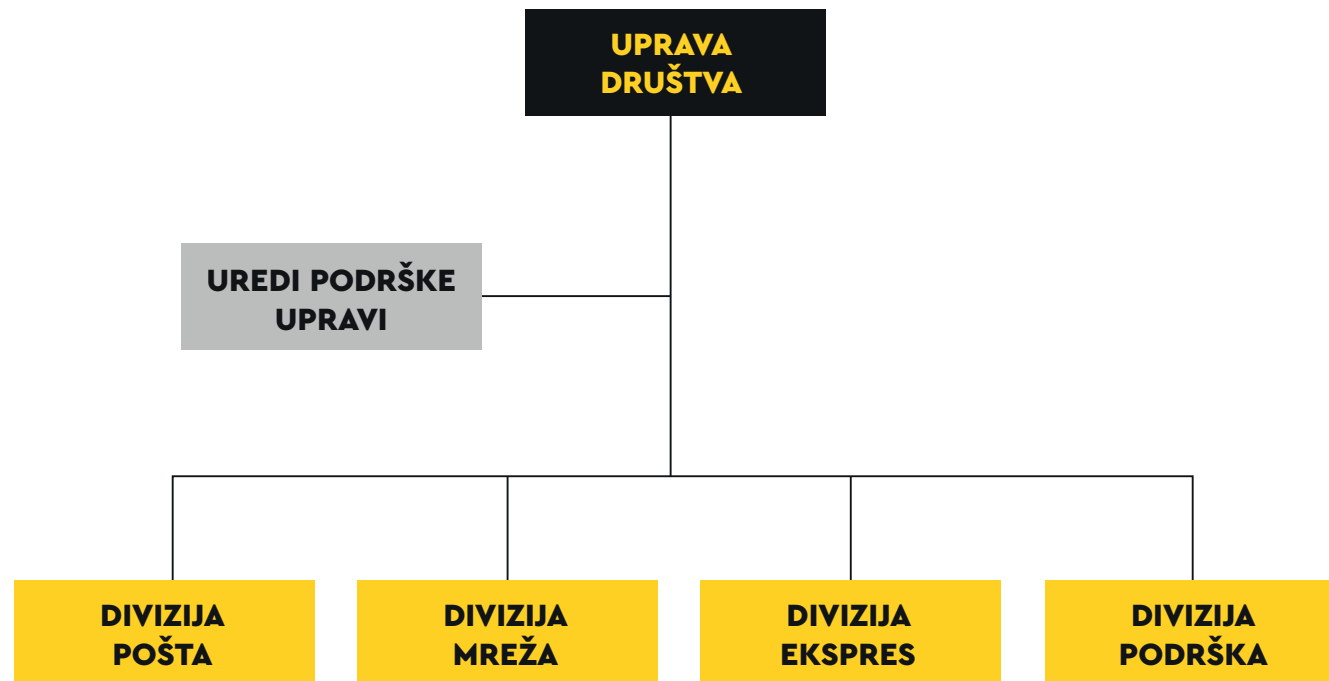 UPRAVA
DRUŠTVA
UREDI PODRŠKE
UPRAVI
DIVIZIJA
POŠTA
DIVIZIJA
MREŽA
DIVIZIJA
EKSPRES
DIVIZIJA
PODRŠKA